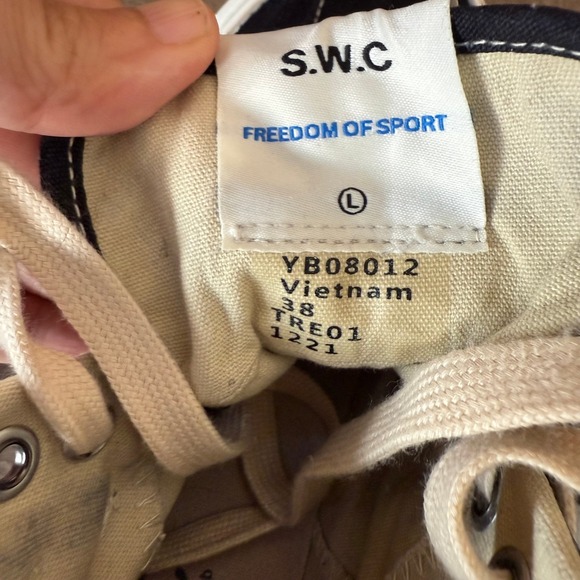 S.W.C
FREEDOM OF SPORT
L
YB08012
Vietnam
38
TRE01
1221